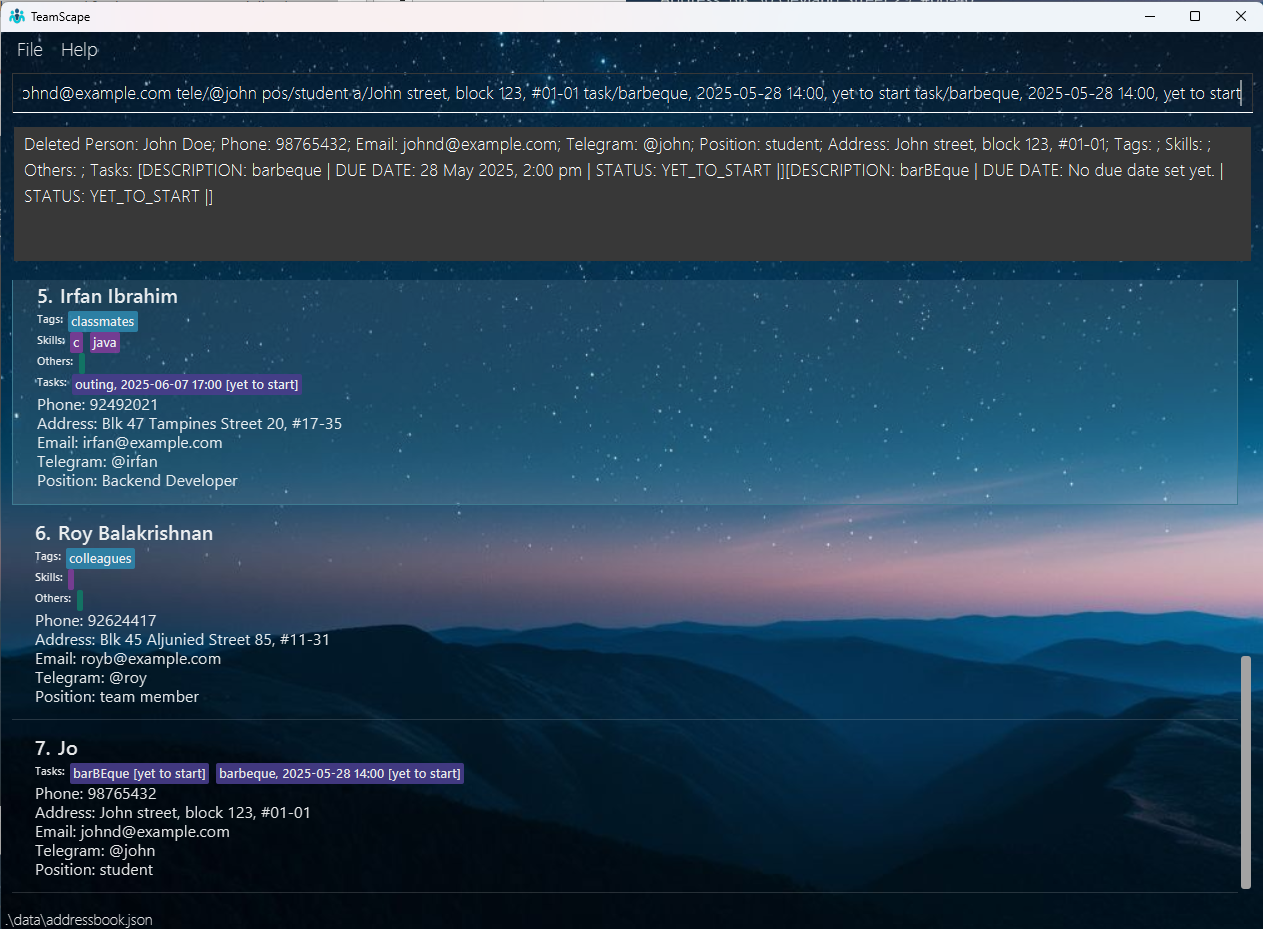 TeamScape
File Help
ohnd@example.com tele/@john pos/student a/John street, block 123, #01-01 task/barbeque, 2025-05-28 14:00, yet to start task/barbeque, 2025-05-28 14:00, yet to start
Deleted Person: John Doe; Phone: 98765432; Email: johnd@example.com; Telegram: @john; Position: student; Address: John street, block 123, #01-01; Tags: ; Skills: ;
Others: ; Tasks: [DESCRIPTION: barbeque | DUE DATE: 28 May 2025, 2:00 pm | STATUS: YET_TO_START |][DESCRIPTION: barBEque | DUE DATE: No due date set yet. |
STATUS: YET_TO_START |]
5. Irfan Ibrahim
Tags: classmates
Skills: c java
Others:
Tasks: outing, 2025-06-07 17:00 [yet to start]
Phone: 92492021
Address: Blk 47 Tampines Street 20, #17-35
Email: irfan@example.com
Telegram: @irfan
Position: Backend Developer
6. Roy Balakrishnan
Tags: colleagues
Skills:
Others:
Phone: 92624417
Address: Blk 45 Aljunied Street 85, #11-31
Email: royb@example.com
Telegram: @roy
Position: team member
7. Jo
Tasks: barBEque [yet to start] barbeque, 2025-05-28 14:00 [yet to start]
Phone: 98765432
Address: John street, block 123, #01-01
Email: johnd@example.com
Telegram: @john
Position: student
.\data\addressbook.json